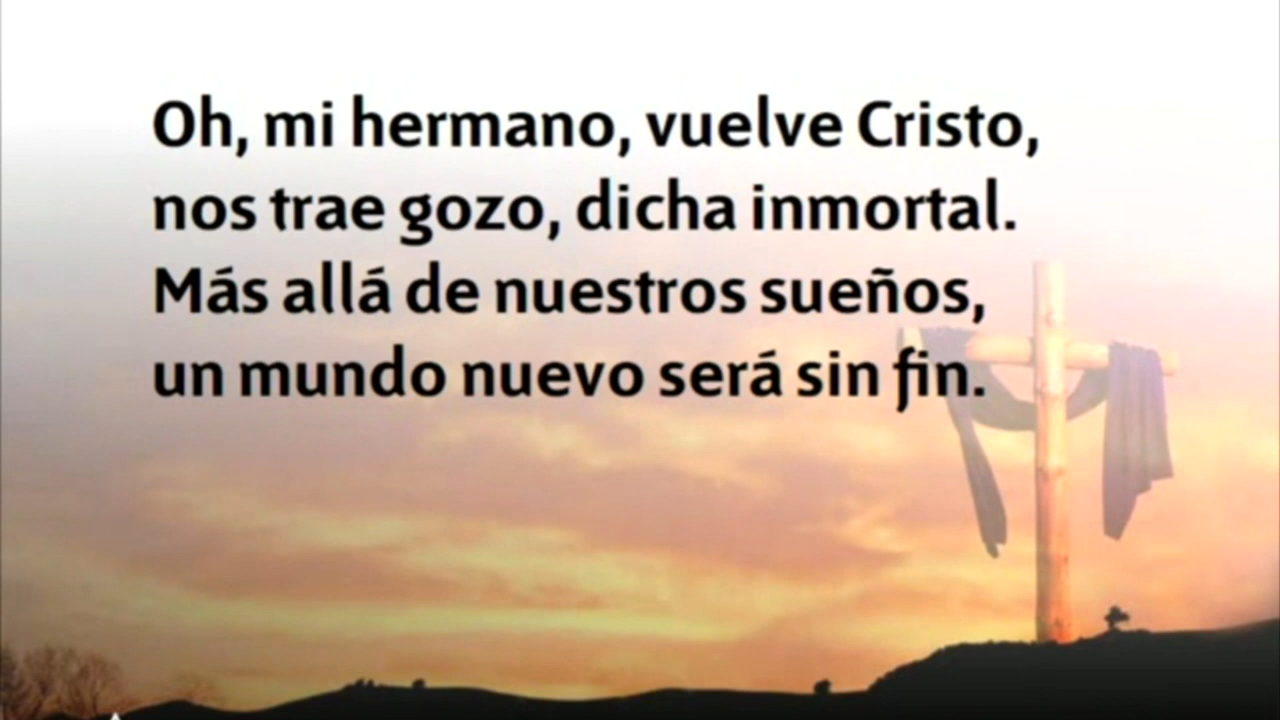 Oh, mi hermano, vuelve Cristo,
nos trae gozo, dicha inmortal.
Más allá de nuestros sueños,
un mundo nuevo será sin fin.